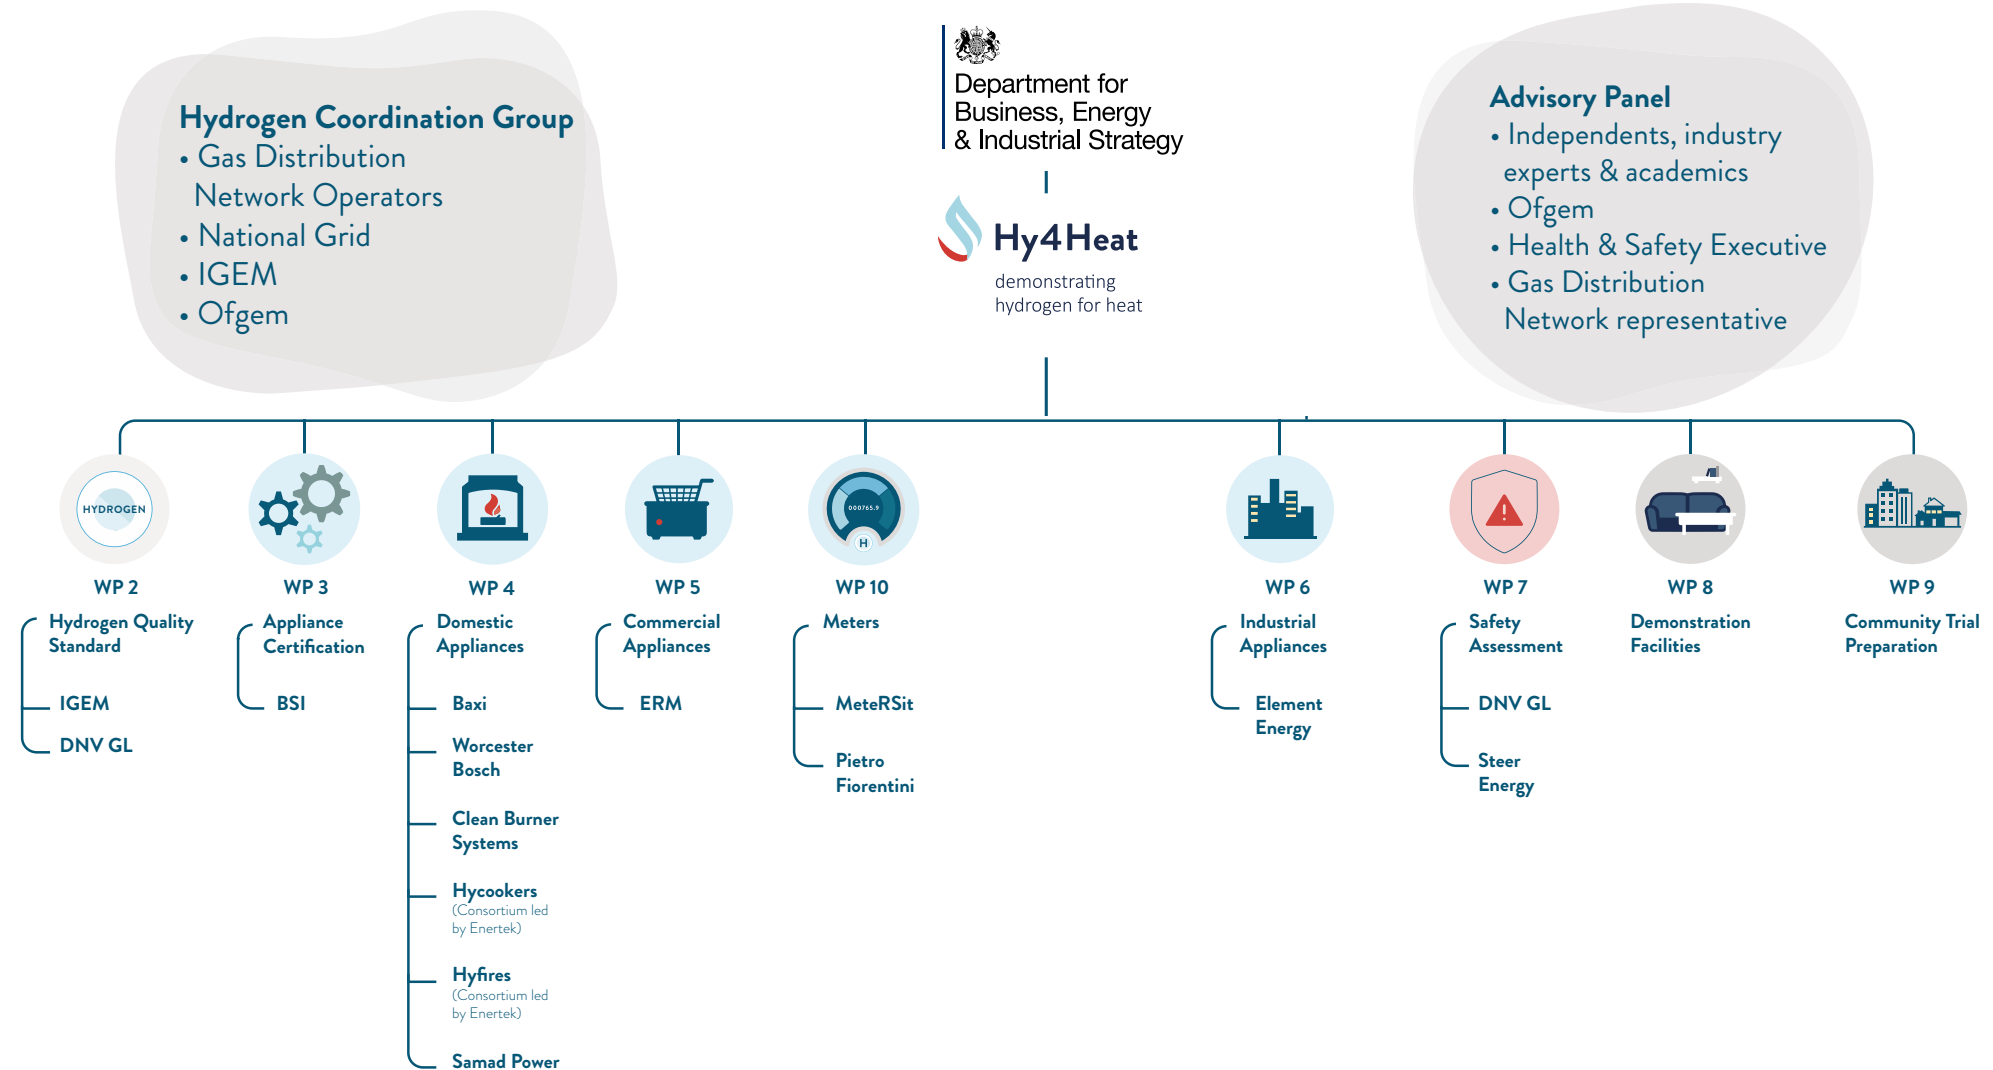 Hydrogen Coordination Group
• Gas Distribution
Network Operators
• National Grid
• IGEM
• Ofgem
Department for
Business, Energy
& Industrial Strategy
Hy4Heat
demonstrating
hydrogen for heat
Advisory Panel
• Independents, industry
experts & academics
• Ofgem
• Health & Safety Executive
• Gas Distribution
Network representative
HYDROGEN
WP 2
Hydrogen Quality
Standard
IGEM
DNV GL
WP 3
Appliance
Certification
BSI
WP 4
Domestic
Appliances
Baxi
Worcester
Bosch
Clean Burner
Systems
Hycookers
(Consortium led
by Enertek)
Hyfires
(Consortium led
by Enertek)
Samad Power
WP 5
Commercial
Appliances
ERM
000765.9
H
WP 10
Meters
MeteRSit
Pietro
Fiorentini
WP 6
Industrial
Appliances
Element
Energy
WP 7
Safety
Assessment
DNV GL
Steer
Energy
WP 8
Demonstration
Facilities
WP 9
Community Trial
Preparation